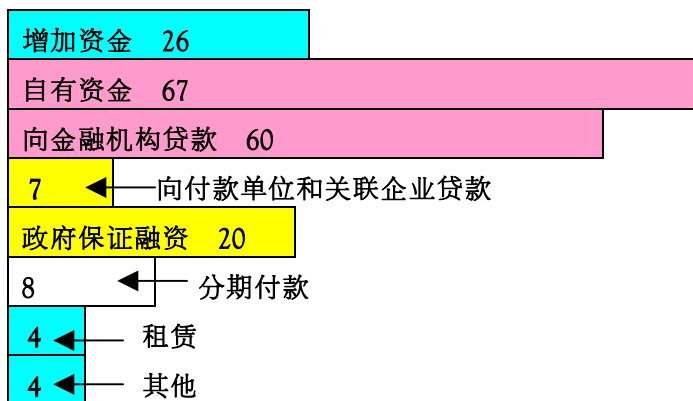 增加资金 26
自有资金 67
向金融机构贷款 60
7 向付款单位和关联企业贷款
政府保证融资 20
8 分期付款
4 租赁
4 其他